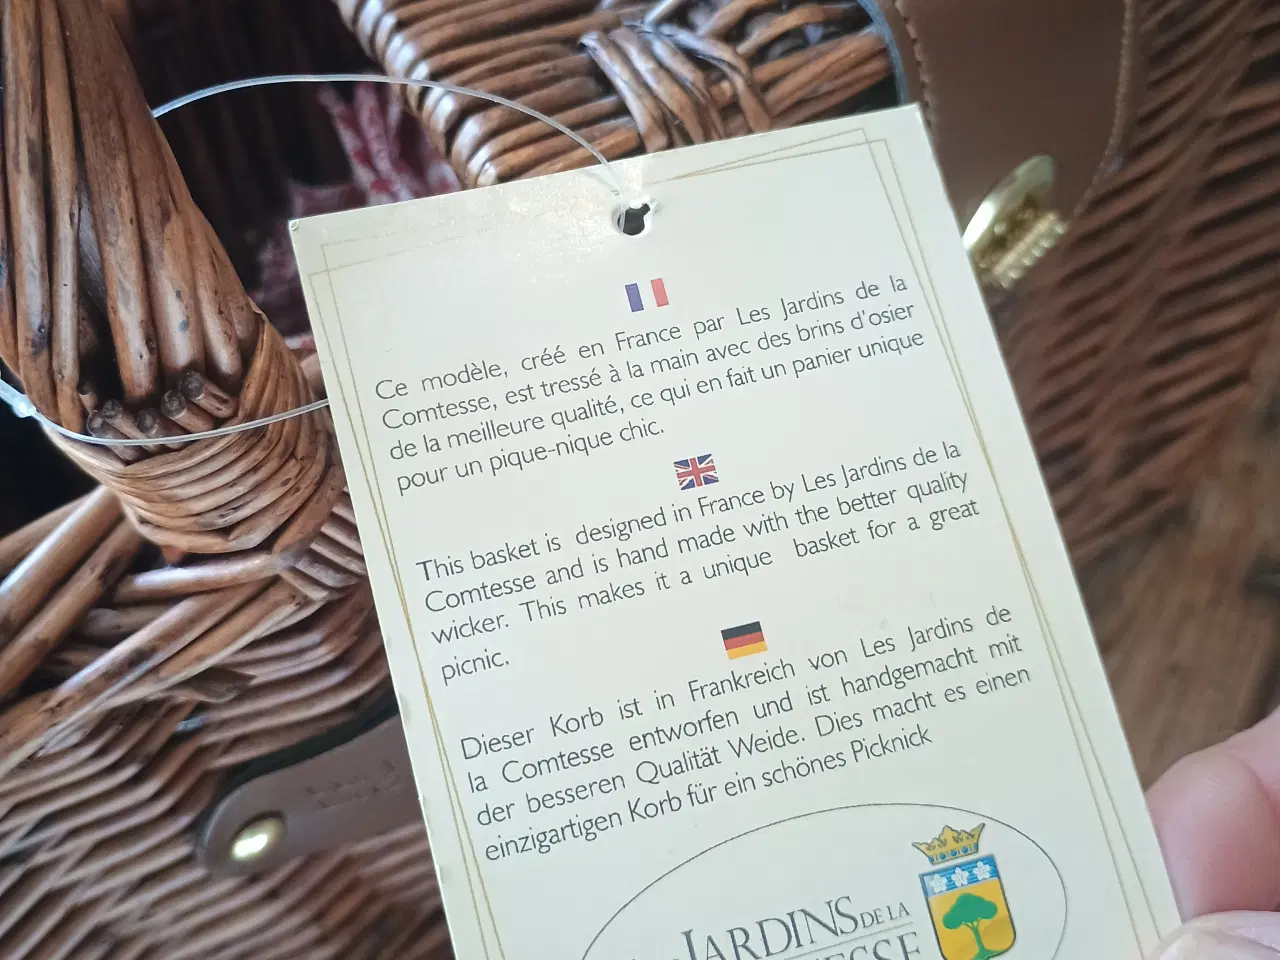 Ce modèle, créé en France par Les Jardins de la
Comtesse, est tressé à la main avec des brins d'osier
de la meilleure qualité, ce qui en fait un panier unique
pour un pique-nique chic.
This basket is designed in France by Les Jardins de la
Comtesse and is hand made with the better quality
wicker. This makes it a unique basket for a great
picnic.
Dieser Korb ist in Frankreich von Les Jardins de
la Comtesse entworfen und ist handgemacht mit
der besseren Qualität Weide. Dies macht es einen
einzigartigen Korb für ein schönes Picknick
JARDINS DE LA